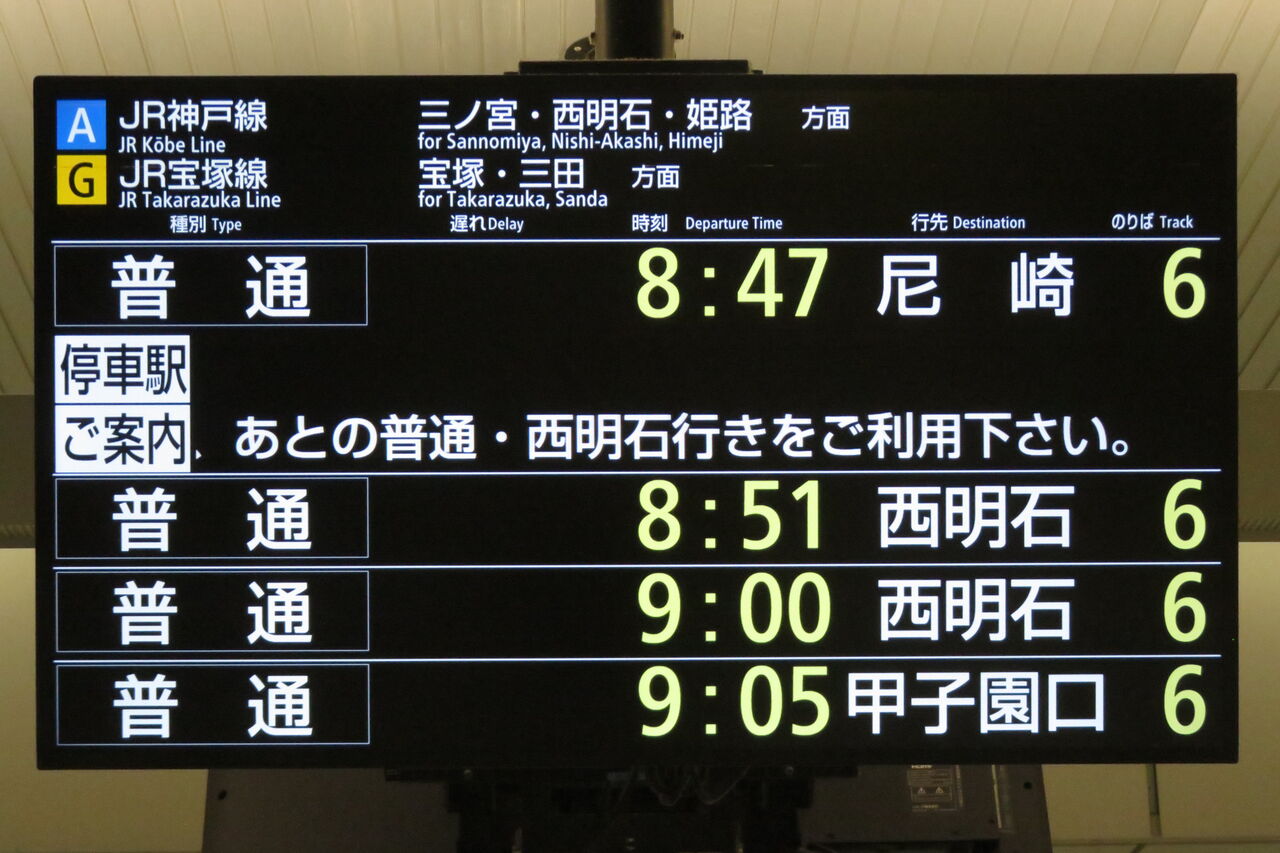 A JR神戸線 三ノ宮・西明石・姫路 方面
JR Kōbe Line for Sannomiya, Nishi-Akashi, Himeji
G JR宝塚線 宝塚・三田 方面
JR Takarazuka Line for Takarazuka, Sanda
種別 Type 遅れ Delay 時刻 Departure Time 行先 Destination のりば Track
普通 8:47 尼崎 6
停車駅
ご案内 、あとの普通・西明石行きをご利用下さい。
普通 8:51 西明石 6
普通 9:00 西明石 6
普通 9:05 甲子園口 6